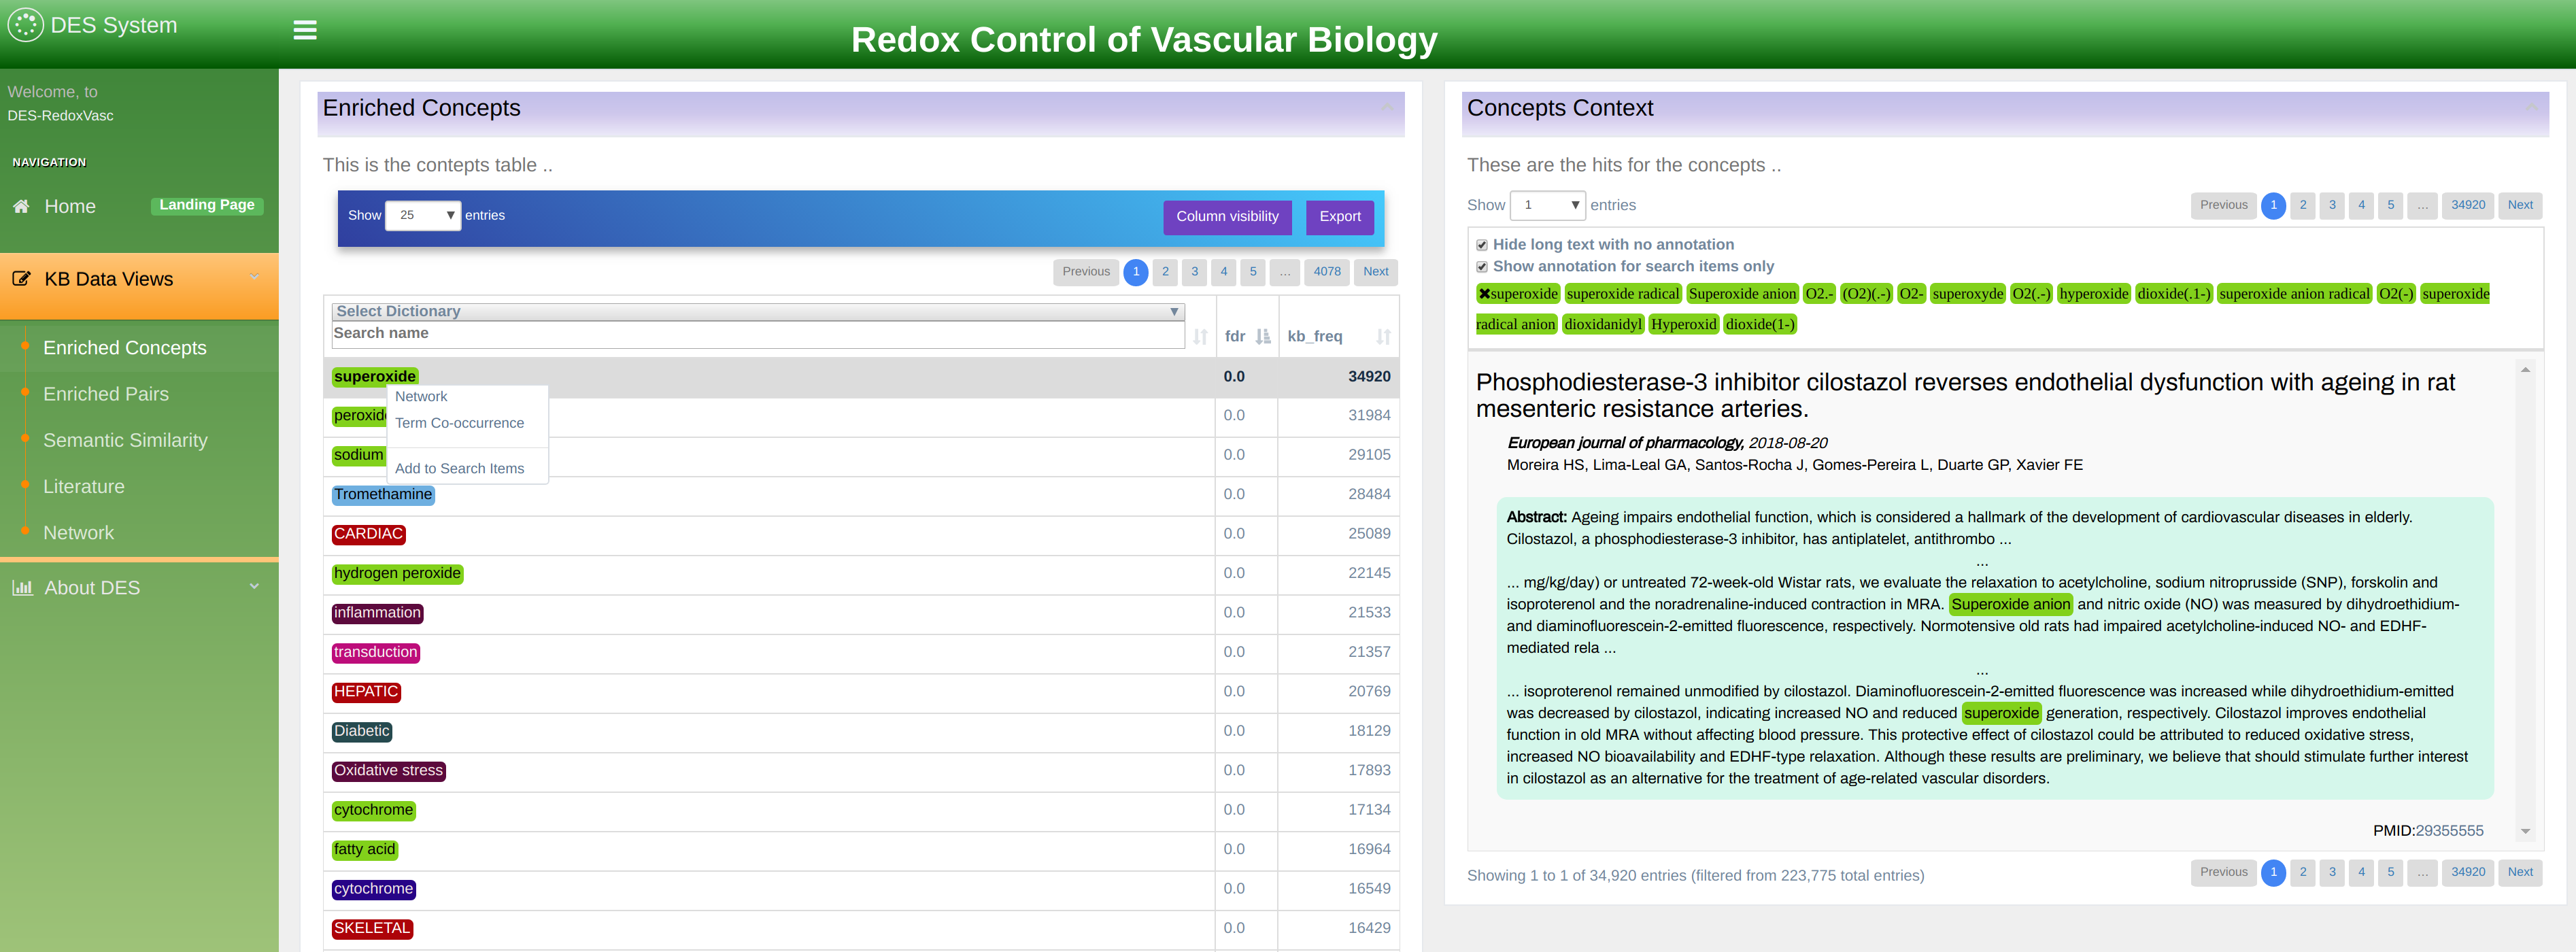 DES System
Redox Control of Vascular Biology
Welcome, to
DES-RedoxVasc
NAVIGATION
Home
Landing Page
KB Data Views
Enriched Concepts
Enriched Pairs
Semantic Similarity
Literature
Network
About DES
Enriched Concepts
This is the contepts table ..
Show 25 entries
Column visibility
Export
Previous 1 2 3 4 5 ... 4078 Next
Select Dictionary
Search name
fdr
kb_freq
superoxide 0.0 34920
Network
Term Co-occurrence
Add to Search Items
peroxide 0.0 31984
sodium 0.0 29105
Tromethamine 0.0 28484
CARDIAC 0.0 25089
hydrogen peroxide 0.0 22145
inflammation 0.0 21533
transduction 0.0 21357
HEPATIC 0.0 20769
Diabetic 0.0 18129
Oxidative stress 0.0 17893
cytochrome 0.0 17134
fatty acid 0.0 16964
cytochrome 0.0 16549
SKELETAL 0.0 16429
Concepts Context
These are the hits for the concepts ..
Show 1 entries
Previous 1 2 3 4 5 ... 34920 Next
Hide long text with no annotation
Show annotation for search items only
✖superoxide superoxide radical Superoxide anion O2.- (O2)(.-) O2- superoxyde O2(.-) hyperoxide dioxide(.1-) superoxide anion radical O2(-) superoxide
radical anion dioxidanidyl Hyperoxid dioxide(1-)
Phosphodiesterase-3 inhibitor cilostazol reverses endothelial dysfunction with ageing in rat
mesenteric resistance arteries.
European journal of pharmacology, 2018-08-20
Moreira HS, Lima-Leal GA, Santos-Rocha J, Gomes-Pereira L, Duarte GP, Xavier FE
Abstract: Ageing impairs endothelial function, which is considered a hallmark of the development of cardiovascular diseases in elderly.
Cilostazol, a phosphodiesterase-3 inhibitor, has antiplatelet, antithrombo ...
...
... mg/kg/day) or untreated 72-week-old Wistar rats, we evaluate the relaxation to acetylcholine, sodium nitroprusside (SNP), forskolin and
isoproterenol and the noradrenaline-induced contraction in MRA. Superoxide anion and nitric oxide (NO) was measured by dihydroethidium-
and diaminofluorescein-2-emitted fluorescence, respectively. Normotensive old rats had impaired acetylcholine-induced NO- and EDHF-
mediated rela ...
...
... isoproterenol remained unmodified by cilostazol. Diaminofluorescein-2-emitted fluorescence was increased while dihydroethidium-emitted
was decreased by cilostazol, indicating increased NO and reduced superoxide generation, respectively. Cilostazol improves endothelial
function in old MRA without affecting blood pressure. This protective effect of cilostazol could be attributed to reduced oxidative stress,
increased NO bioavailability and EDHF-type relaxation. Although these results are preliminary, we believe that should stimulate further interest
in cilostazol as an alternative for the treatment of age-related vascular disorders.
PMID:29355555
Showing 1 to 1 of 34,920 entries (filtered from 223,775 total entries)
Previous 1 2 3 4 5 ... 34920 Next